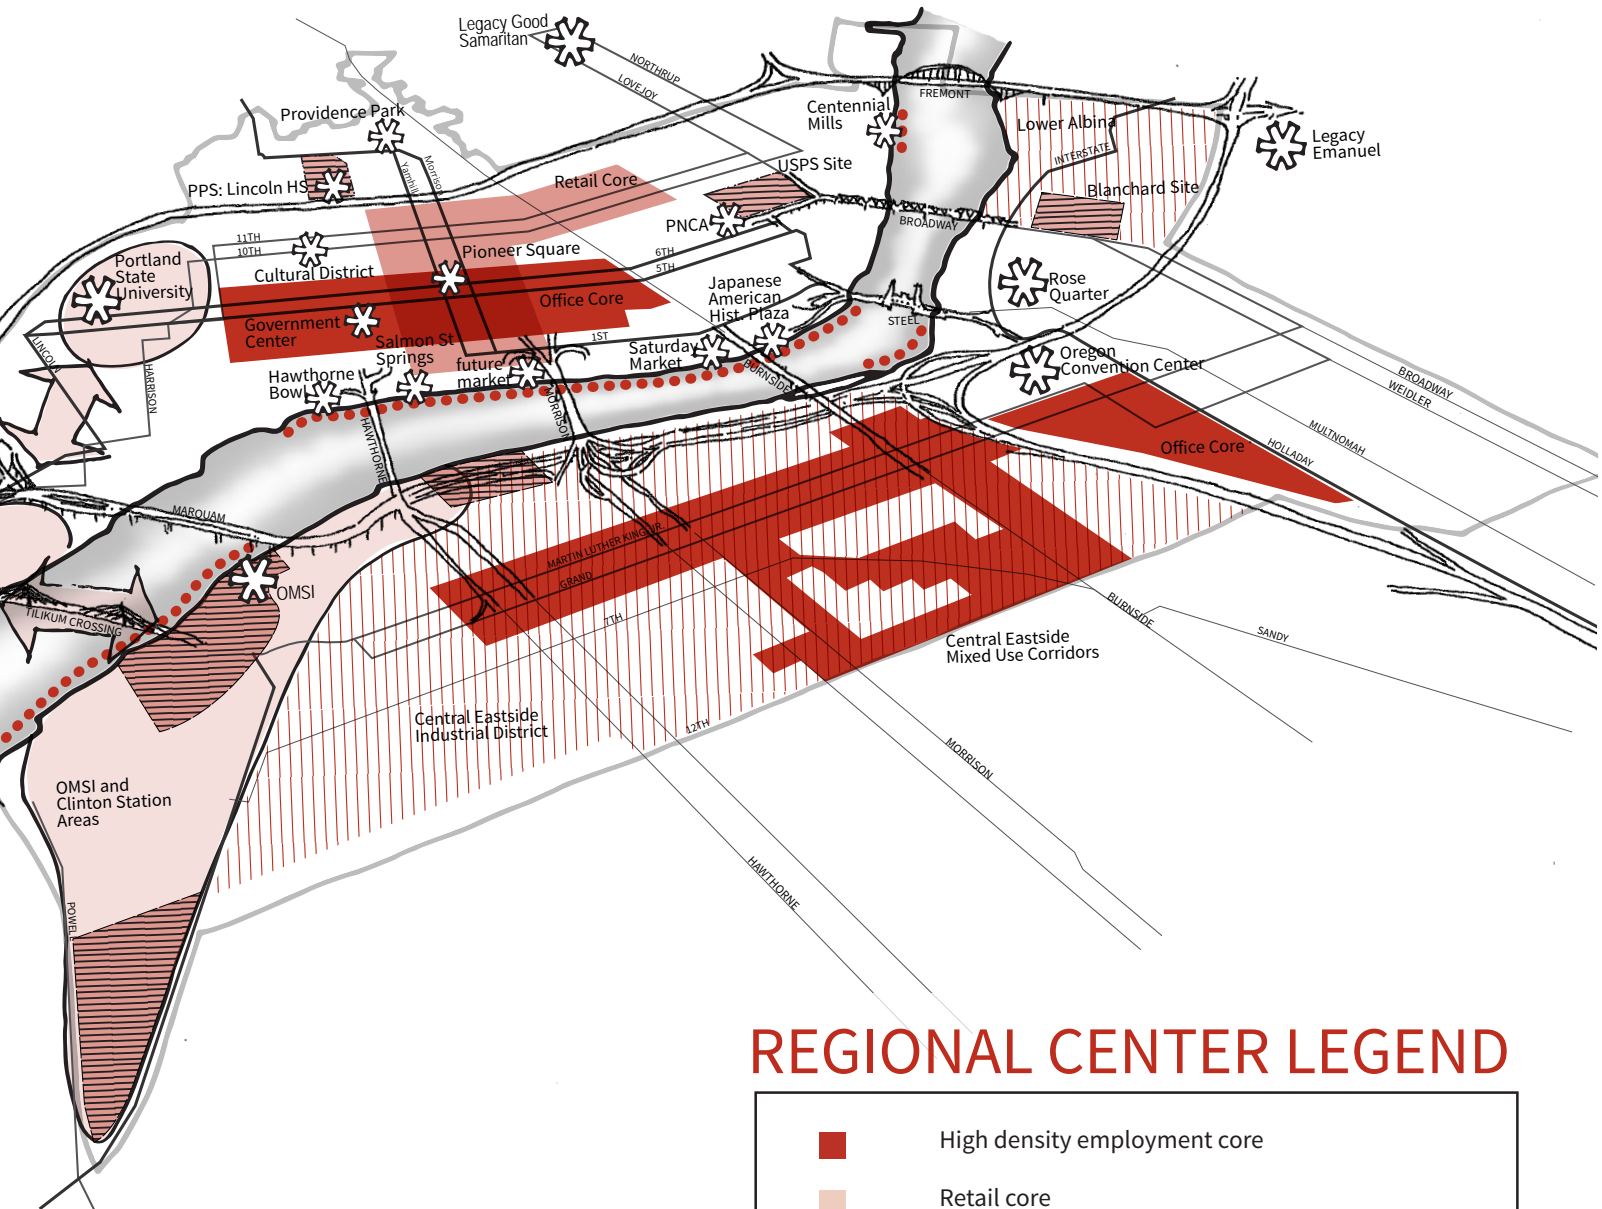 Legacy Good
Samaritan
NORTHRUP
LOVEJOY
Providence Park
Centennial
Mills
FREMONT
Lower Albina
INTERSTATE
Legacy
Emanuel
Yamhill
Morrison
USPS Site
PPS: Lincoln HS
Retail Core
Blanchard Site
PNCA
BROADWAY
11TH
10TH
Pioneer Square
6TH
5TH
Portland
State
University
Cultural District
Japanese
American
Hist. Plaza
Rose
Quarter
Office Core
Government
Center
STEEL
Salmon St
Springs
1ST
Saturday
Market
future
market
LINCOLN
HARRISON
Hawthorne
Bowl
BURNSIDE
Oregon
Convention Center
BROADWAY
WEIDLER
MULTNOMAH
HOLLADAY
Office Core
HAWTHORNE
MORRISON
MARQUAM
MARTIN LUTHER KING JR.
GRAND
7TH
OMSI
TILIKUM CROSSING
BURNSIDE
SANDY
Central Eastside
Mixed Use Corridors
Central Eastside
Industrial District
12TH
MORRISON
OMSI and
Clinton Station
Areas
HAWTHORNE
POWELL
REGIONAL CENTER LEGEND
High density employment core
Retail core